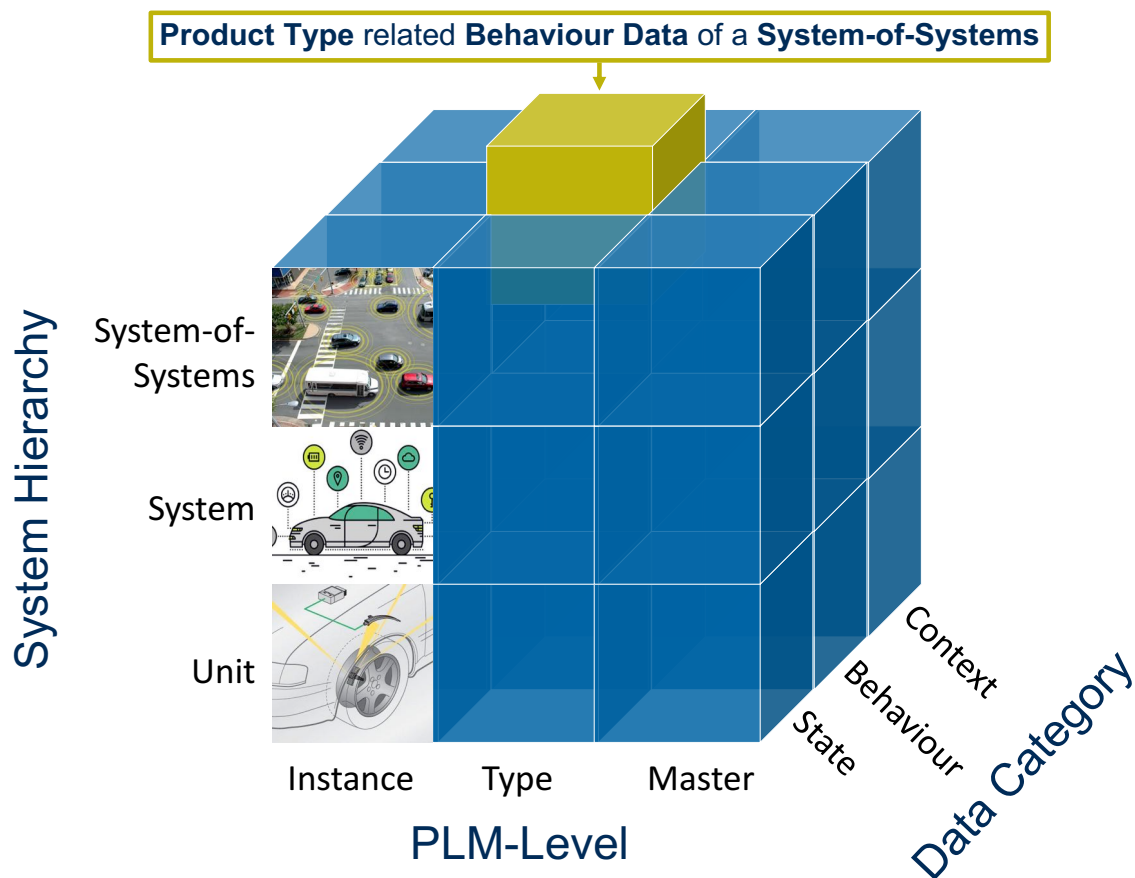 Product Type related Behaviour Data of a System-of-Systems
System Hierarchy
System-of-
Systems
System
Unit
Instance
Type
Master
State
Behaviour
Context
PLM-Level
Data Category